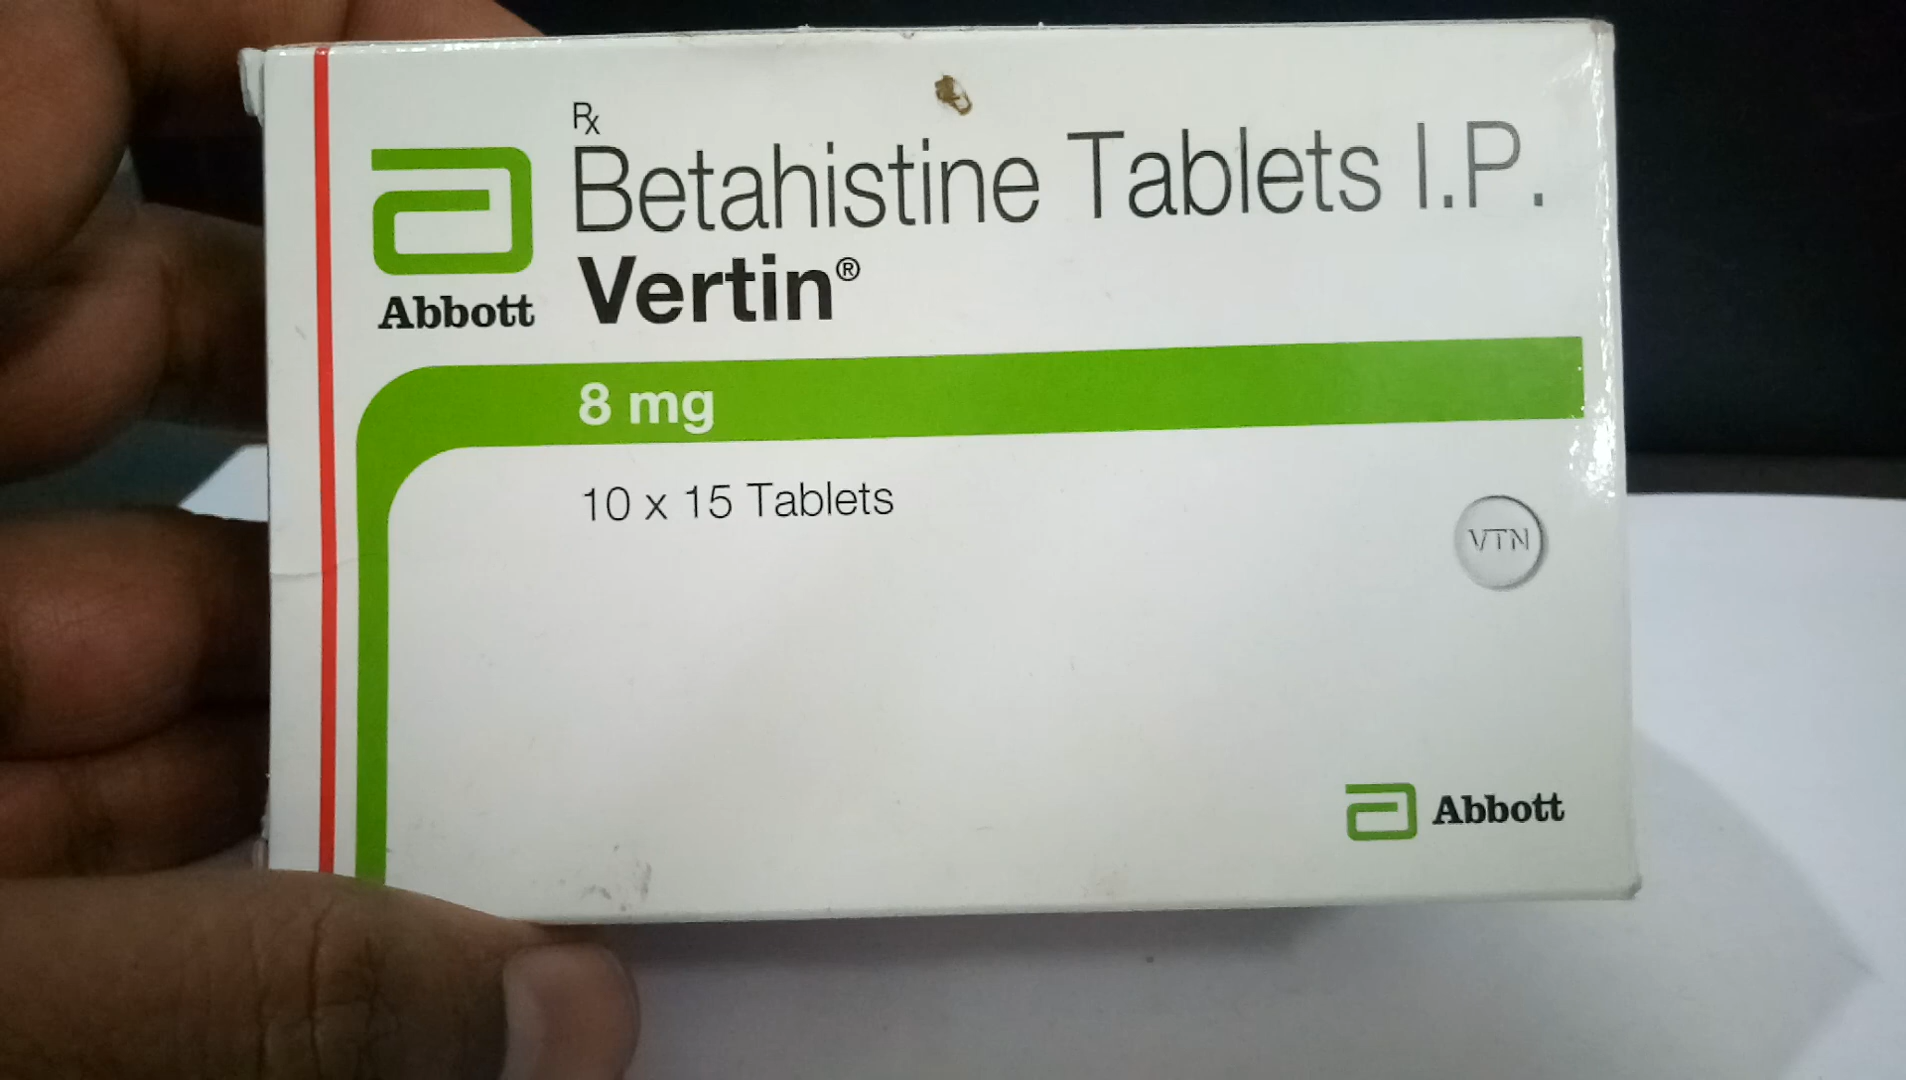 Rx
Betahistine Tablets I.P.
Vertin®
Abbott
8 mg
10 x 15 Tablets
VTN
Abbott